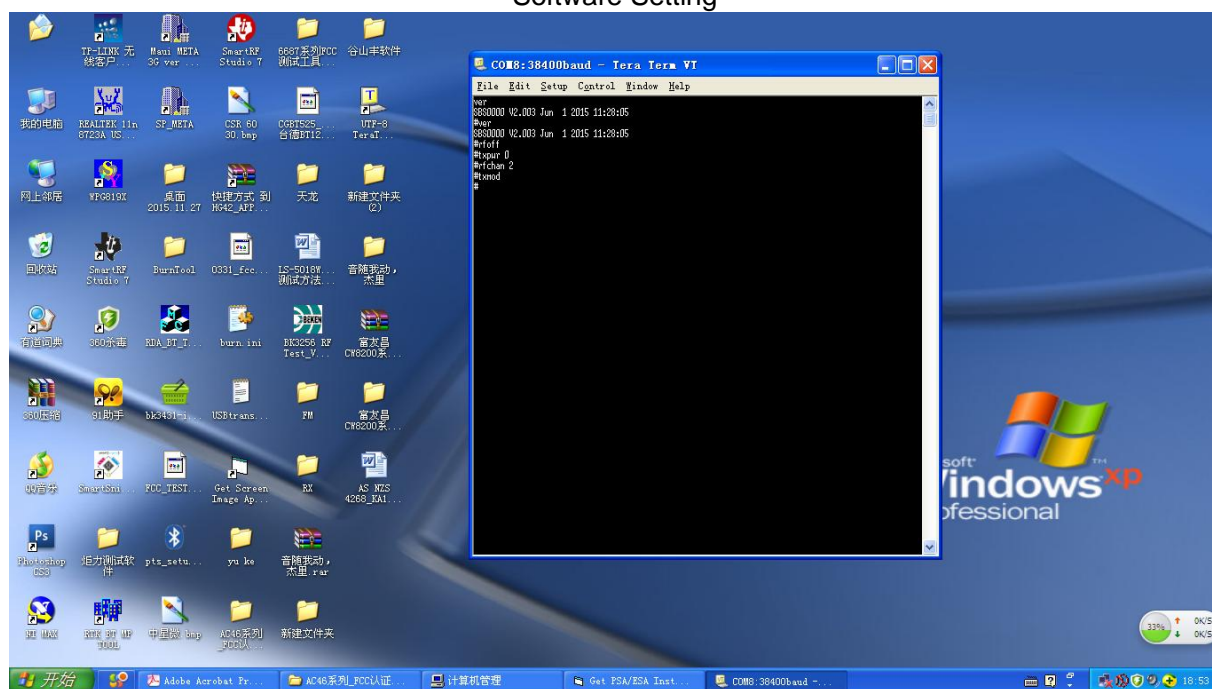 Software Setting
TP-LINK 无
线客户...
Maui META
3G ver ...
SmartRF
Studio 7
6687系列FCC
测试工具...
谷山丰软件
我的电脑
REALTEK 11n
8723A US...
SP_META
CSR 60
30.bmp
CGBT525_...
台德BT12...
UTF-8
TeraT...
网上邻居
WPG819X
桌面
2015.11.27
快捷方式 到
HG42_APP...
天龙
新建文件夹
(2)
回收站
SmartRF
Studio 7
BurnTool
0331_fcc...
LS-5018W...
测试方法...
音随我动,
杰里
有道词典
360杀毒
RDA_BT_T...
burn.ini
BEKEN
BK3256 RF
Test_V...
富友昌
CW8200系...
360压缩
91助手
bk3431-i...
USBtrans...
FM
富友昌
CW8200系...
QQ音乐
SmartSni...
FCC_TEST...
Get Screen
Image Ap...
RX
AS NZS
4268_KA1...
Ps
Photoshop
CS3
炬力测试软
件
pts_setu...
yu ke
音随我动,
杰里.rar
RTK BT MP
TOOL
中星微 bmp
AC46系列
_FCC认...
新建文件夹
COM8:38400baud - Tera Term VT
File Edit Setup Control Window Help
ver
SBS0000 V2.003 Jun 1 2015 11:28:05
#ver
SBS0000 V2.003 Jun 1 2015 11:28:05
#rfoff
#txpwr 0
#rfchan 2
#txmod
#
soft
Windows xp
TM
ofessional
33%
0K/S
0K/S
开始
Adobe Acrobat Pr...
AC46系列_FCC认证...
计算机管理
Get PSA/ESA Inst...
COM8:38400baud -...
18:53